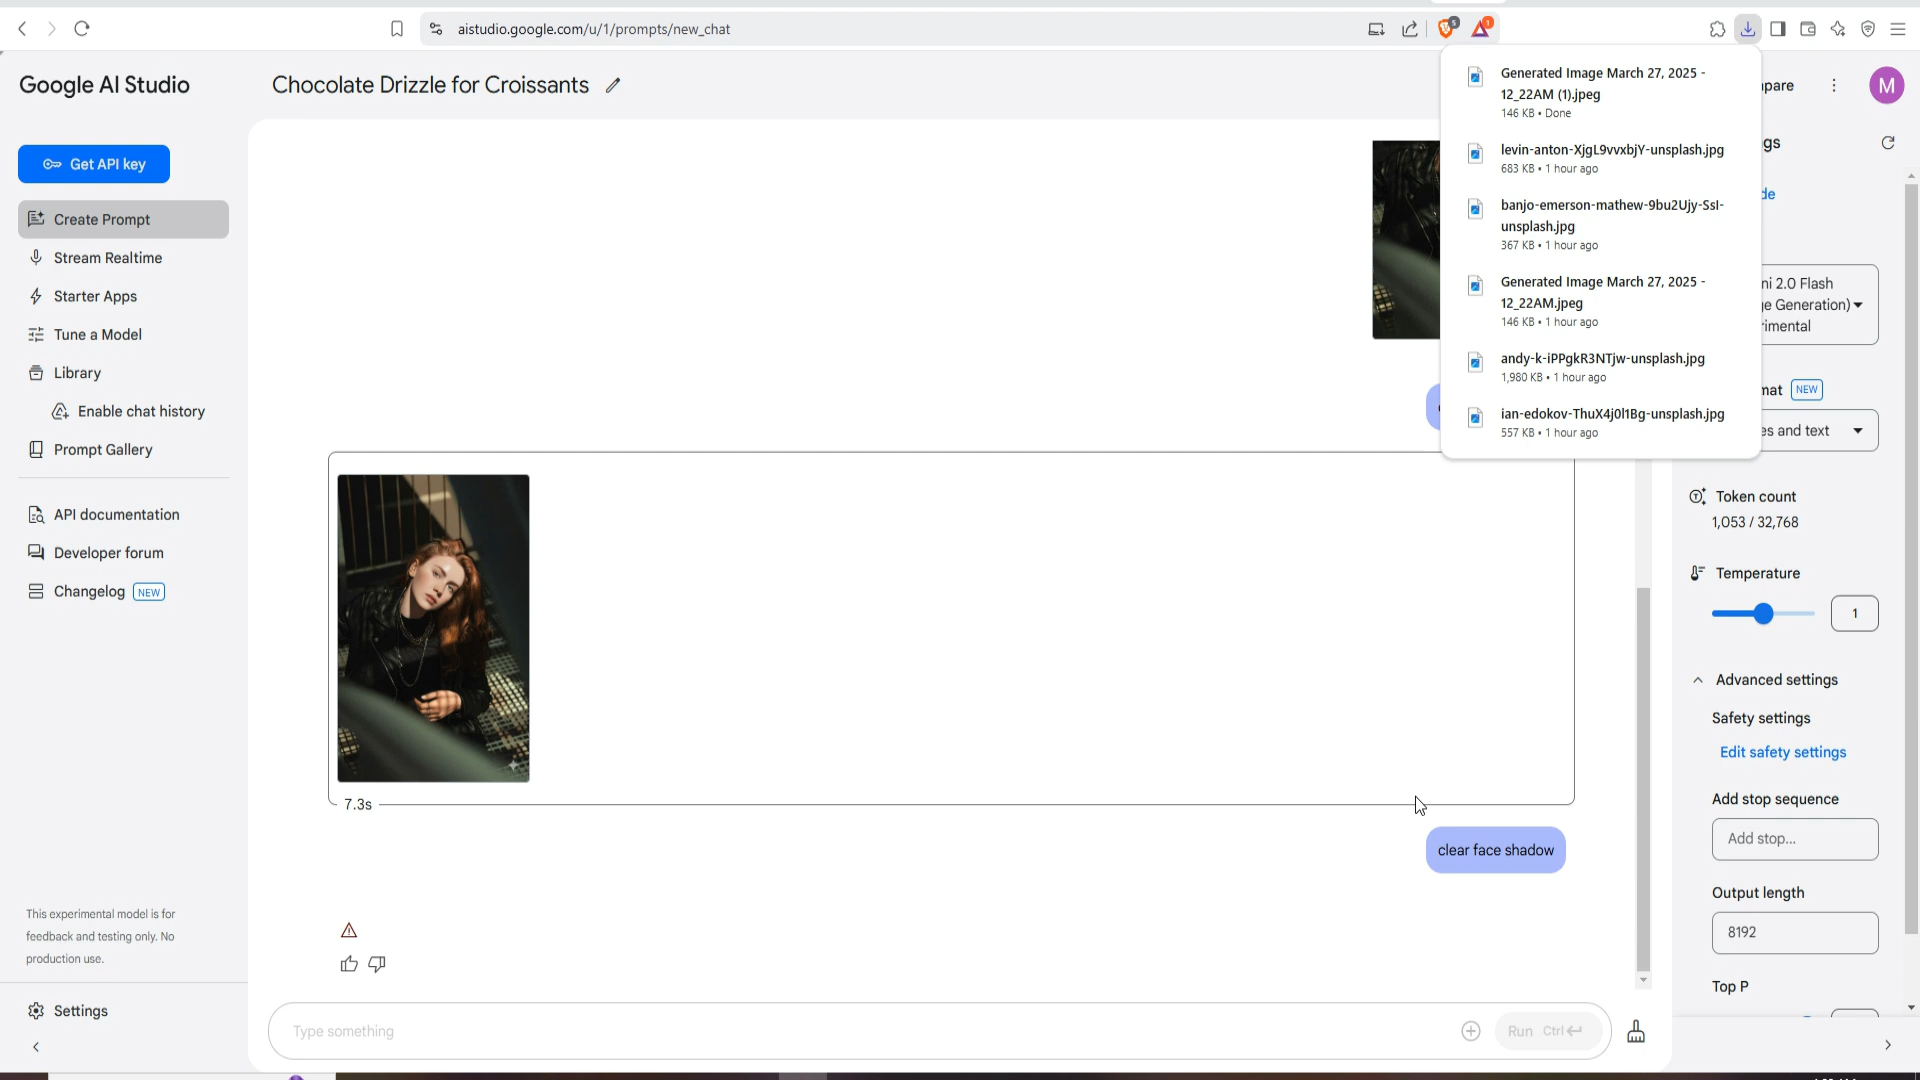 aistudio.google.com/u/1/prompts/new_chat
5
1
Google AI Studio
Chocolate Drizzle for Croissants
pare
M
Get API key
Create Prompt
Stream Realtime
Starter Apps
Tune a Model
Library
Enable chat history
Prompt Gallery
API documentation
Developer forum
Changelog NEW
This experimental model is for
feedback and testing only. No
production use.
Settings
7.3s
clear face shadow
Type something
Run Ctrl
Generated Image March 27, 2025 -
12_22AM (1).jpeg
146 KB • Done
levin-anton-XjgL9vvxbjY-unsplash.jpg
683 KB • 1 hour ago
banjo-emerson-mathew-9bu2Ujy-SsI-
unsplash.jpg
367 KB • 1 hour ago
Generated Image March 27, 2025 -
12_22AM.jpeg
146 KB • 1 hour ago
andy-k-iPPgkR3NTjw-unsplash.jpg
1,980 KB • 1 hour ago
ian-edokov-ThuX4j0l1Bg-unsplash.jpg
557 KB • 1 hour ago
gs
de
ni 2.0 Flash
e Generation)
imental
mat NEW
es and text
Token count
1,053 / 32,768
Temperature
1
Advanced settings
Safety settings
Edit safety settings
Add stop sequence
Add stop...
Output length
8192
Top P